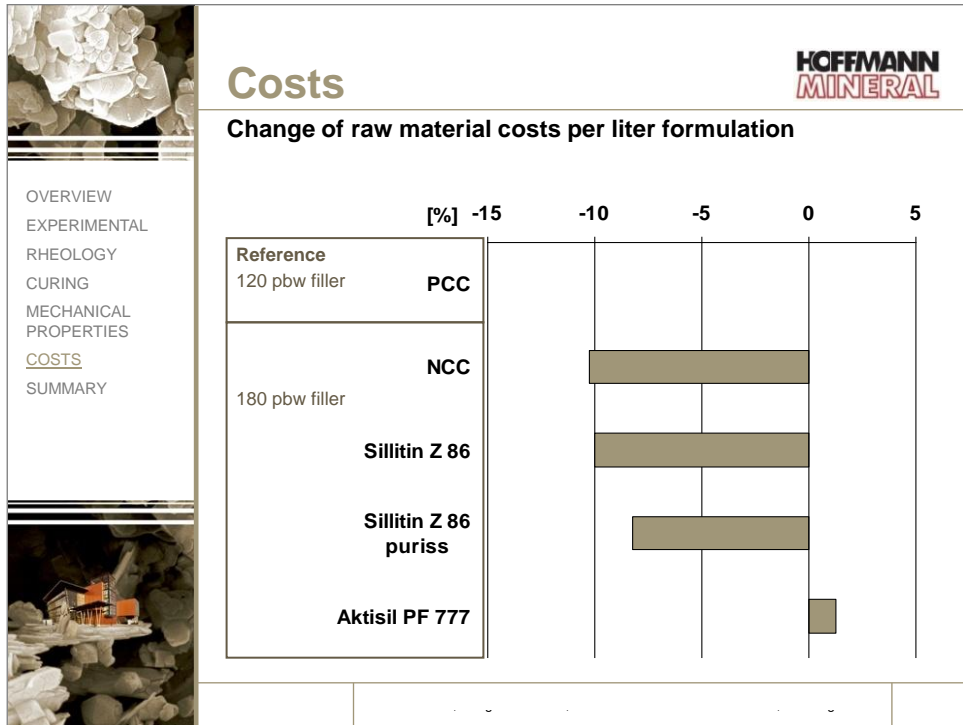 Costs
HOFFMANN
MINERAL
Change of raw material costs per liter formulation
OVERVIEW
EXPERIMENTAL
RHEOLOGY
CURING
MECHANICAL
PROPERTIES
COSTS
SUMMARY
[%] -15 -10 -5 0 5
Reference
120 pbw filler PCC
NCC
180 pbw filler
Sillitin Z 86
Sillitin Z 86
puriss
Aktisil PF 777